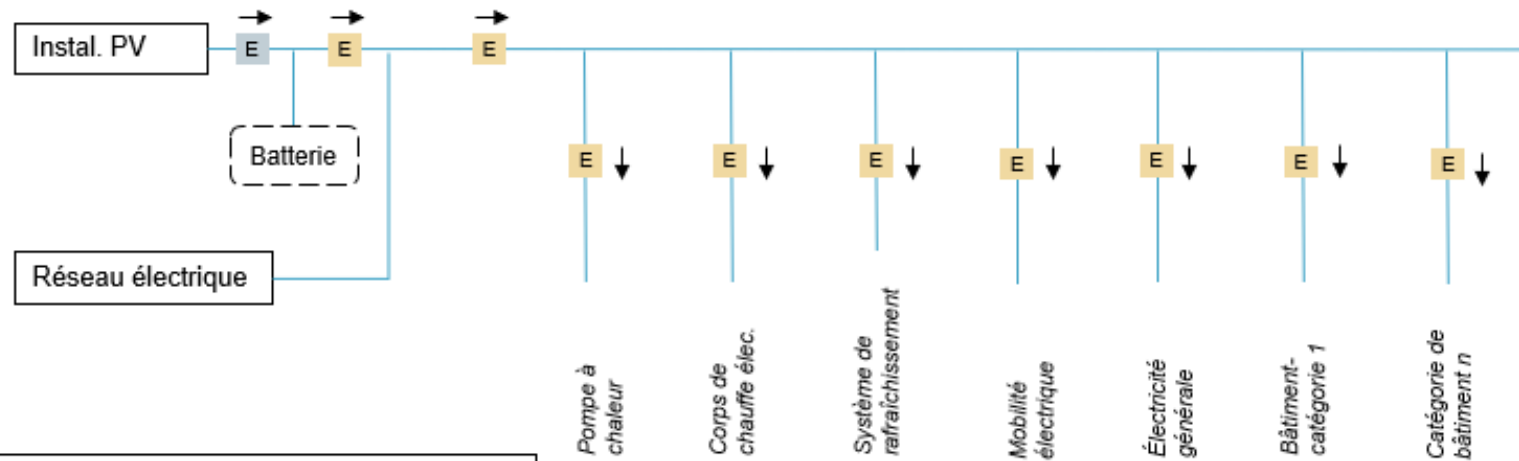 Instal. PV
E
E
E
Batterie
E
E
E
E
E
E
E
Réseau électrique
Pompe à
chaleur
Corps de
chauffe élec.
Système de
rafraîchissement
Mobilité
électrique
Électricité
générale
Bâtiment-
catégorie 1
Catégorie de
bâtiment n